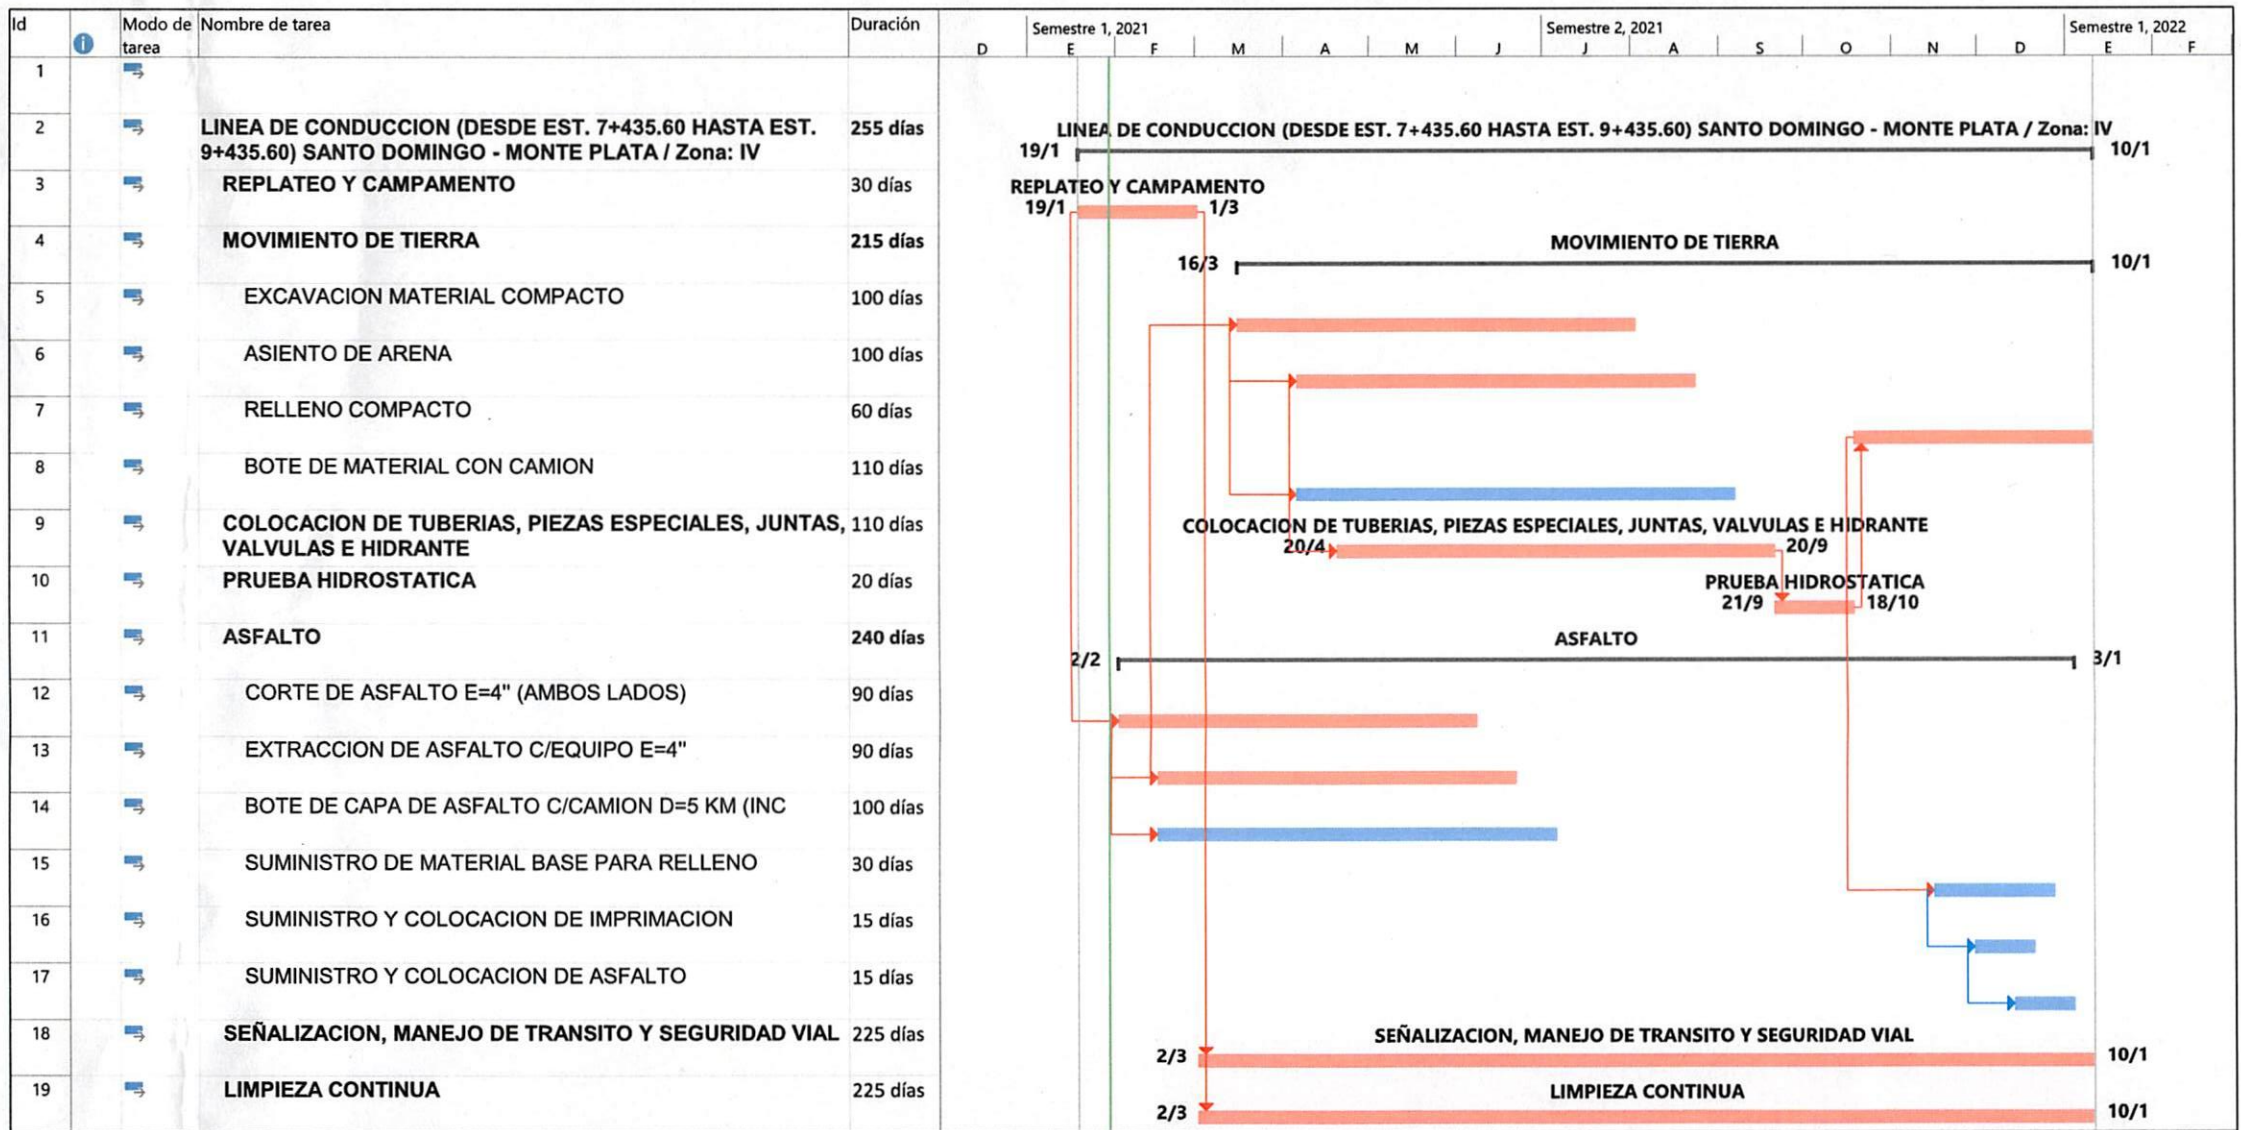 Id
Modo de tarea
Nombre de tarea
Duración
Semestre 1, 2021
Semestre 2, 2021
Semestre 1, 2022
D E F M A M J J A S O N D E F
1
2 LINEA DE CONDUCCION (DESDE EST. 7+435.60 HASTA EST. 255 días
9+435.60) SANTO DOMINGO - MONTE PLATA / Zona: IV
LINEA DE CONDUCCION (DESDE EST. 7+435.60 HASTA EST. 9+435.60) SANTO DOMINGO - MONTE PLATA / Zona: IV
19/1 10/1
3 REPLATEO Y CAMPAMENTO 30 días
REPLATEO Y CAMPAMENTO
19/1 1/3
4 MOVIMIENTO DE TIERRA 215 días
MOVIMIENTO DE TIERRA
16/3 10/1
5 EXCAVACION MATERIAL COMPACTO 100 días
6 ASIENTO DE ARENA 100 días
7 RELLENO COMPACTO 60 días
8 BOTE DE MATERIAL CON CAMION 110 días
9 COLOCACION DE TUBERIAS, PIEZAS ESPECIALES, JUNTAS, 110 días
VALVULAS E HIDRANTE
COLOCACION DE TUBERIAS, PIEZAS ESPECIALES, JUNTAS, VALVULAS E HIDRANTE
20/4 20/9
10 PRUEBA HIDROSTATICA 20 días
PRUEBA HIDROSTATICA
21/9 18/10
11 ASFALTO 240 días
ASFALTO
2/2 3/1
12 CORTE DE ASFALTO E=4" (AMBOS LADOS) 90 días
13 EXTRACCION DE ASFALTO C/EQUIPO E=4" 90 días
14 BOTE DE CAPA DE ASFALTO C/CAMION D=5 KM (INC 100 días
15 SUMINISTRO DE MATERIAL BASE PARA RELLENO 30 días
16 SUMINISTRO Y COLOCACION DE IMPRIMACION 15 días
17 SUMINISTRO Y COLOCACION DE ASFALTO 15 días
18 SEÑALIZACION, MANEJO DE TRANSITO Y SEGURIDAD VIAL 225 días
SEÑALIZACION, MANEJO DE TRANSITO Y SEGURIDAD VIAL
2/3 10/1
19 LIMPIEZA CONTINUA 225 días
LIMPIEZA CONTINUA
2/3 10/1